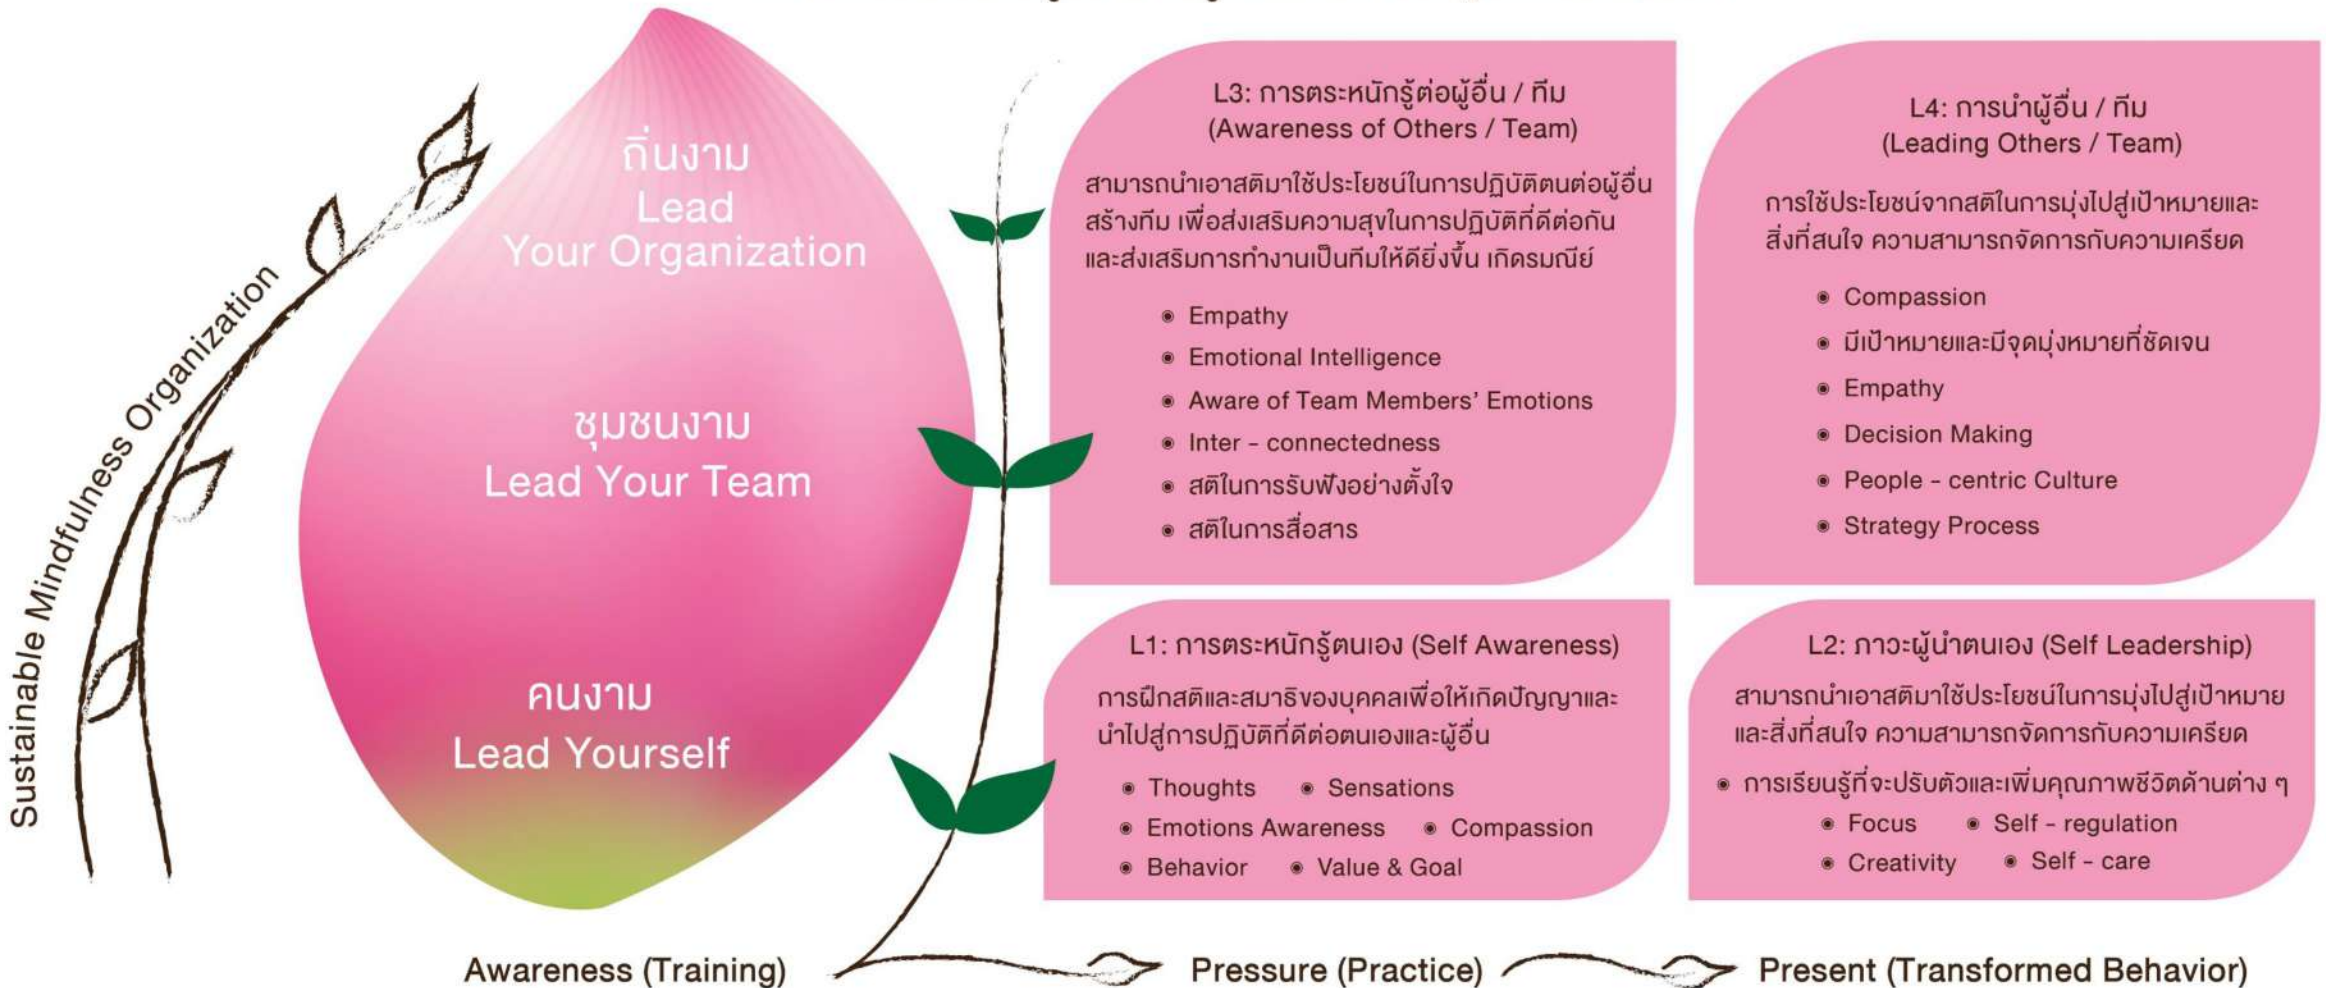 Sustainable Mindfulness Organization
ถิ่นงาม
Lead
Your Organization
ชุมชนงาม
Lead Your Team
คนงาม
Lead Yourself
L3: การตระหนักรู้ต่อผู้อื่น / ทีม
(Awareness of Others / Team)
สามารถนำเอาสติมาใช้ประโยชน์ในการปฏิบัติตนต่อผู้อื่น
สร้างทีม เพื่อส่งเสริมความสุขในการปฏิบัติที่ดีต่อกัน
และส่งเสริมการทำงานเป็นทีมให้ดียิ่งขึ้น เกิดรมณีย์
◉ Empathy
◉ Emotional Intelligence
◉ Aware of Team Members' Emotions
◉ Inter - connectedness
◉ สติในการรับฟังอย่างตั้งใจ
◉ สติในการสื่อสาร
L4: การนำผู้อื่น / ทีม
(Leading Others / Team)
การใช้ประโยชน์จากสติในการมุ่งไปสู่เป้าหมายและ
สิ่งที่สนใจ ความสามารถจัดการกับความเครียด
◉ Compassion
◉ มีเป้าหมายและมีจุดมุ่งหมายที่ชัดเจน
◉ Empathy
◉ Decision Making
◉ People - centric Culture
◉ Strategy Process
L1: การตระหนักรู้ตนเอง (Self Awareness)
การฝึกสติและสมาธิของบุคคลเพื่อให้เกิดปัญญาและ
นำไปสู่การปฏิบัติที่ดีต่อตนเองและผู้อื่น
◉ Thoughts ◉ Sensations
◉ Emotions Awareness ◉ Compassion
◉ Behavior ◉ Value & Goal
L2: ภาวะผู้นำตนเอง (Self Leadership)
สามารถนำเอาสติมาใช้ประโยชน์ในการมุ่งไปสู่เป้าหมาย
และสิ่งที่สนใจ ความสามารถจัดการกับความเครียด
◉ การเรียนรู้ที่จะปรับตัวและเพิ่มคุณภาพชีวิตด้านต่าง ๆ
◉ Focus ◉ Self - regulation
◉ Creativity ◉ Self - care
Awareness (Training) Pressure (Practice) Present (Transformed Behavior)